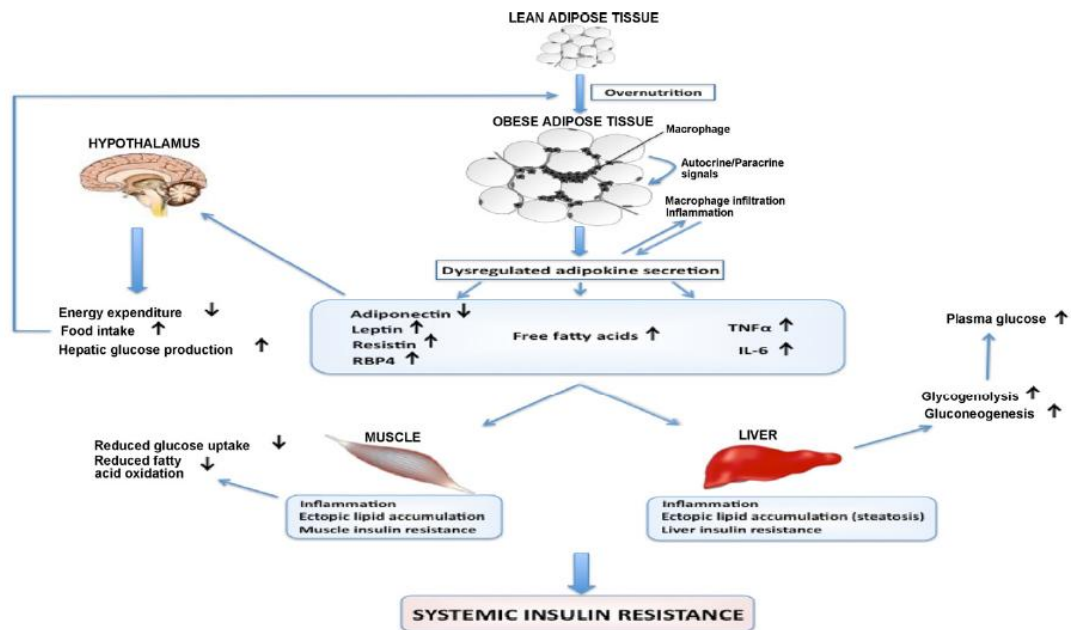 LEAN ADIPOSE TISSUE
Overnutrition
OBESE ADIPOSE TISSUE
Macrophage
Autocrine/Paracrine
signals
Macrophage infiltration
Inflammation
HYPOTHALAMUS
Dysregulated adipokine secretion
Energy expenditure ↓
Food intake ↑
Hepatic glucose production ↑
Adiponectin ↓
Leptin ↑
Resistin ↑
RBP4 ↑
Free fatty acids ↑
TNFα ↑
IL-6 ↑
Plasma glucose ↑
Glycogenolysis ↑
Gluconeogenesis ↑
Reduced glucose uptake ↓
Reduced fatty ↓
acid oxidation
MUSCLE
Inflammation
Ectopic lipid accumulation
Muscle insulin resistance
LIVER
Inflammation
Ectopic lipid accumulation (steatosis)
Liver insulin resistance
SYSTEMIC INSULIN RESISTANCE